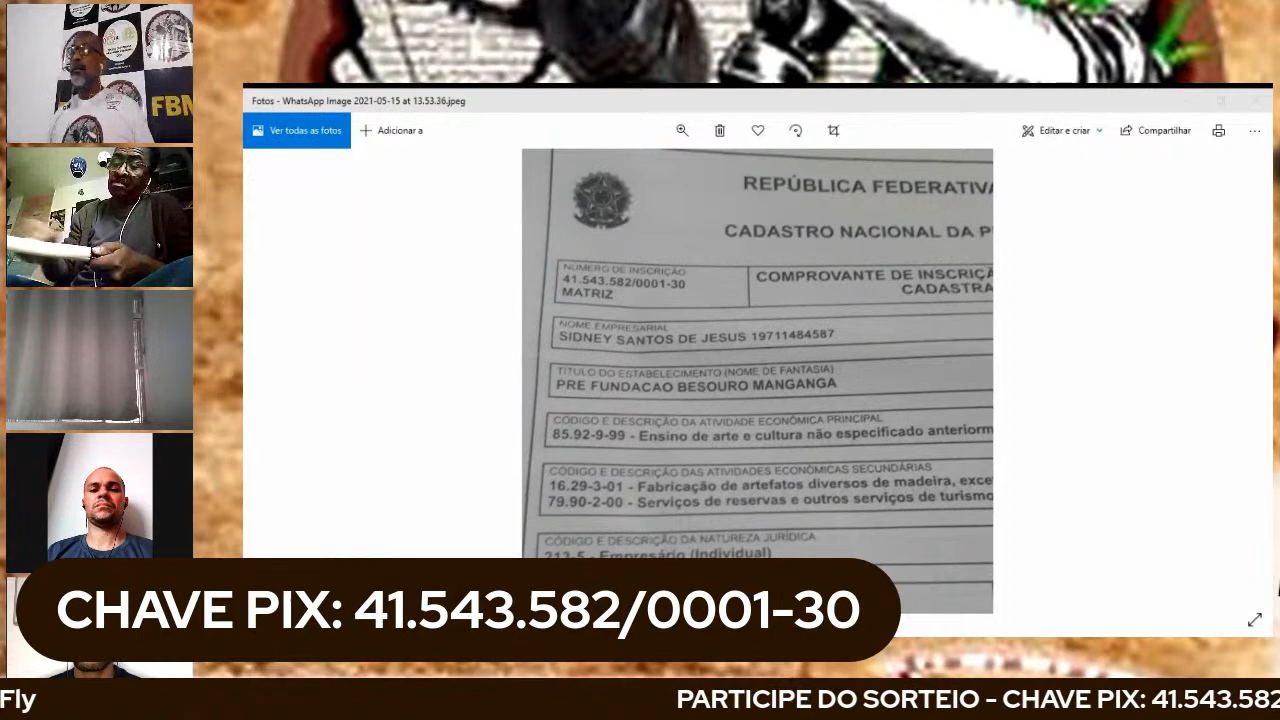 FBN
Fotos - WhatsApp Image 2021-05-15 at 13.53.36.jpeg
Ver todas as fotos
Adicionar a
Editar e criar
Compartilhar
REPÚBLICA FEDERATIVA
CADASTRO NACIONAL DA P
NÚMERO DE INSCRIÇÃO
41.543.582/0001-30
MATRIZ
COMPROVANTE DE INSCRIÇÃ
CADASTRA
NOME EMPRESARIAL
SIDNEY SANTOS DE JESUS 19711484587
TÍTULO DO ESTABELECIMENTO (NOME DE FANTASIA)
PRE FUNDACAO BESOURO MANGANGA
CÓDIGO E DESCRIÇÃO DA ATIVIDADE ECONÔMICA PRINCIPAL
85.92-9-99 - Ensino de arte e cultura não especificado anteriorm
CÓDIGO E DESCRIÇÃO DAS ATIVIDADES ECONÔMICAS SECUNDÁRIAS
16.29-3-01 - Fabricação de artefatos diversos de madeira, exce
79.90-2-00 - Serviços de reservas e outros serviços de turismo
CÓDIGO E DESCRIÇÃO DA NATUREZA JURÍDICA
213-5 - Empresário (Individual)
CHAVE PIX: 41.543.582/0001-30
Fly
PARTICIPE DO SORTEIO - CHAVE PIX: 41.543.582